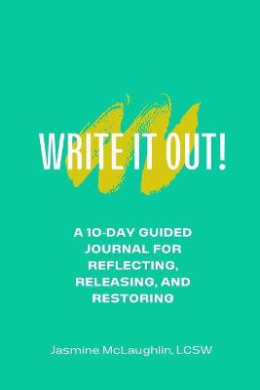 WRITE IT OUT!
A 10-DAY GUIDED
JOURNAL FOR
REFLECTING,
RELEASING, AND
RESTORING
Jasmine McLaughlin, LCSW